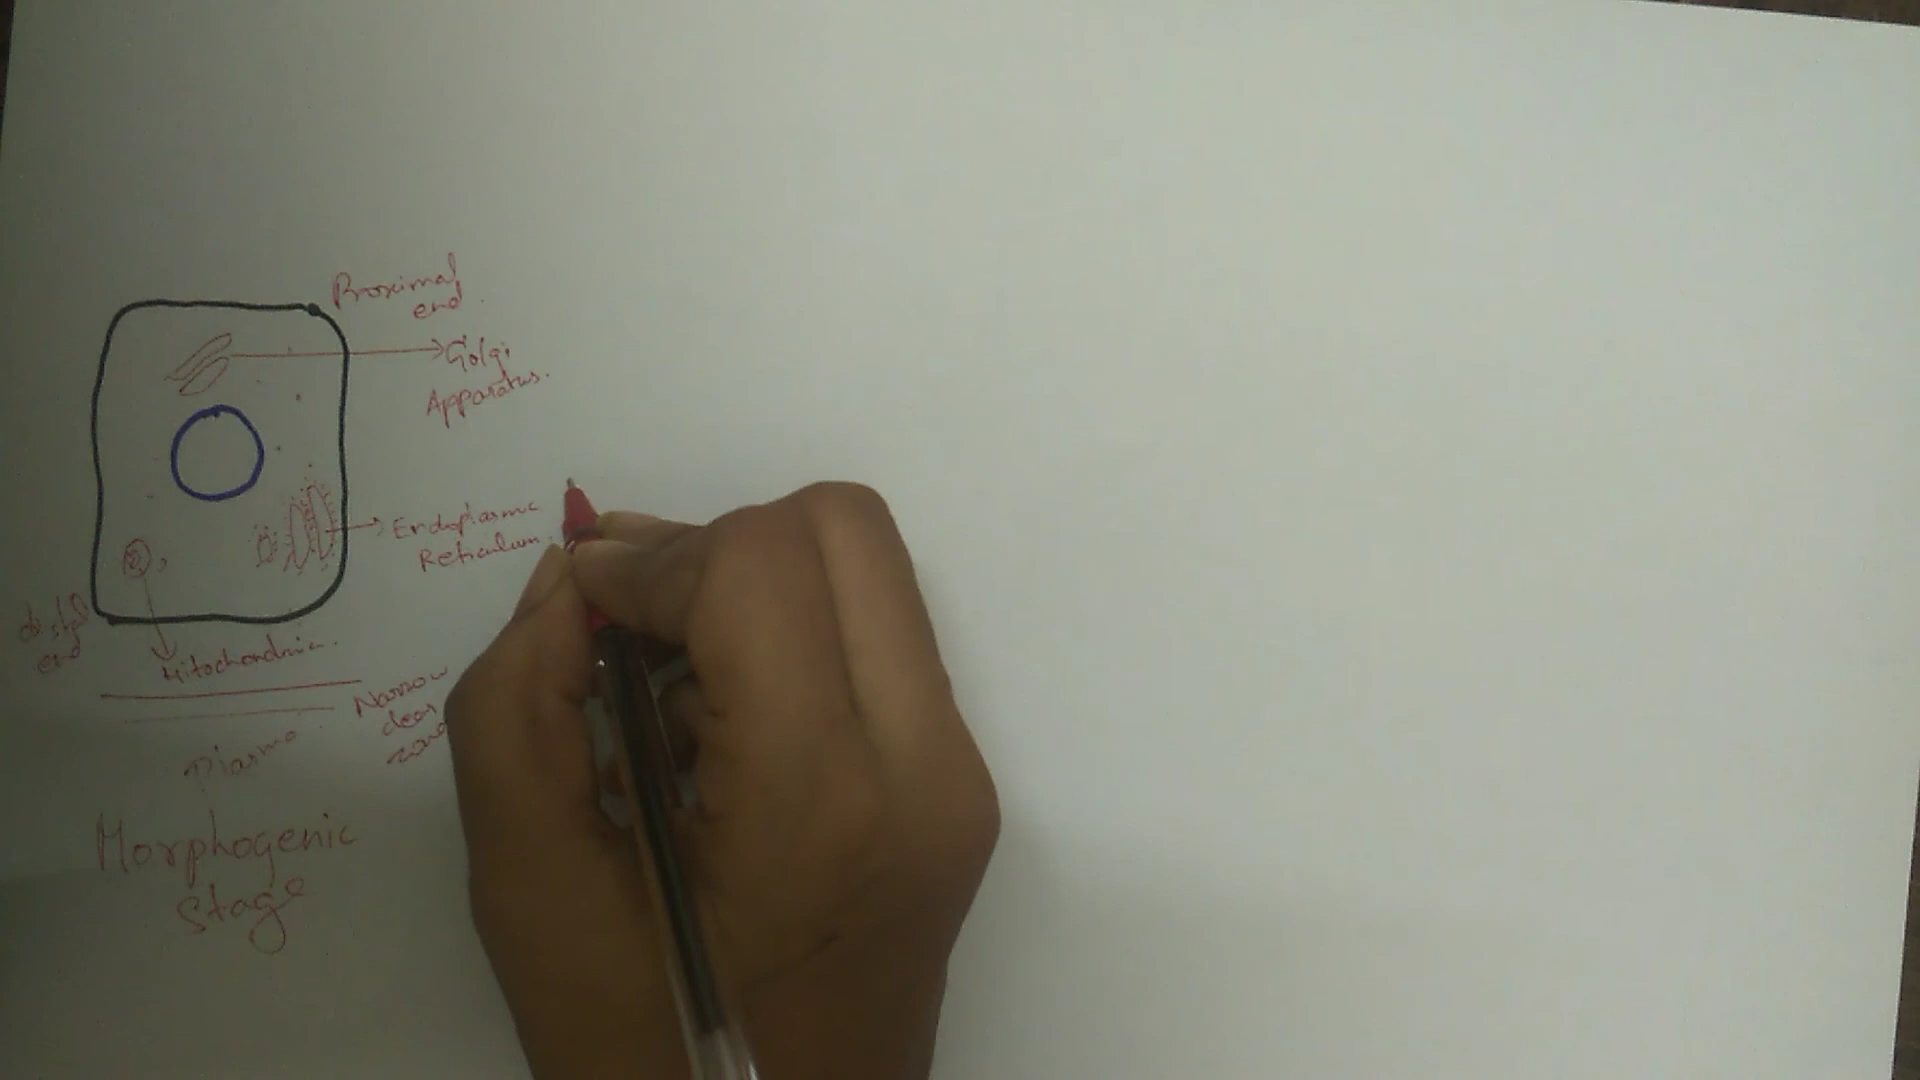 Proximal
end.
Golgi
Apparatus.
Endoplasmic
Reticulum.
distal
end
Mitochondria.
Narrow
clear
zone
Plasma
Morphogenic
Stage